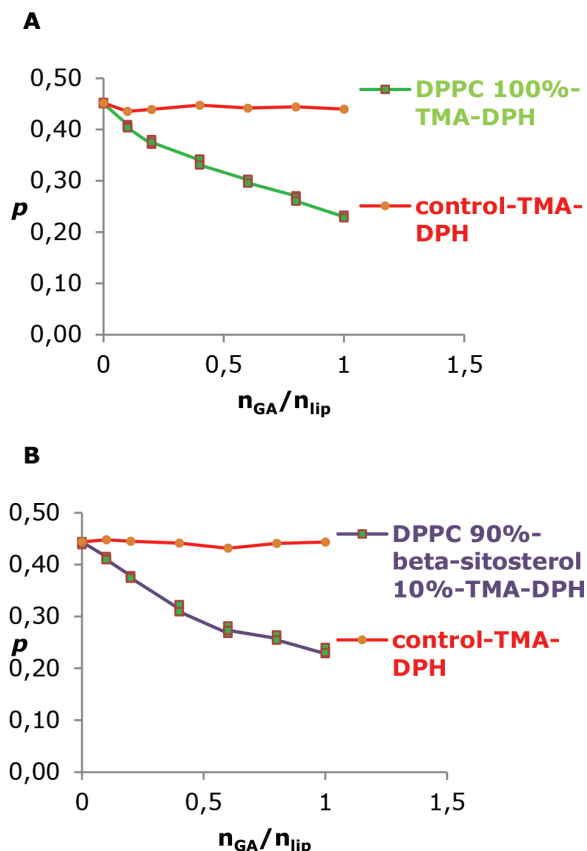 A
0,50
0,40
0,30
0,20
0,10
0,00
p
0
0,5
1
1,5
nGA/nlip
DPPC 100%-
TMA-DPH
control-TMA-
DPH
B
0,50
0,40
0,30
0,20
0,10
0,00
p
0
0,5
1
1,5
nGA/nlip
DPPC 90%-
beta-sitosterol
10%-TMA-DPH
control-TMA-
DPH